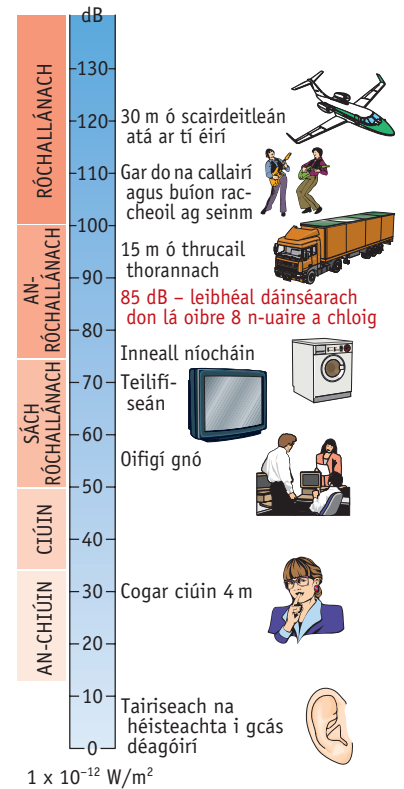 dB
130
120
110
100
90
80
70
60
50
40
30
20
10
0
RÓCHALLÁNACH
AN-
RÓCHALLÁNACH
SÁCH
RÓCHALLÁNACH
CIÚIN
AN-CHIÚIN
30 m ó scairdeitleán
atá ar tí éirí
Gar do na callairí
agus buíon rac-
cheoil ag seinm
15 m ó thrucail
thorannach
85 dB – leibhéal dáinséarach
don lá oibre 8 n-uaire a chloig
Inneall níocháin
Teilifí-
seán
Oifigí gnó
Cogar ciúin 4 m
Tairiseach na
héisteachta i gcás
déagóirí
1 x 10⁻¹² W/m²